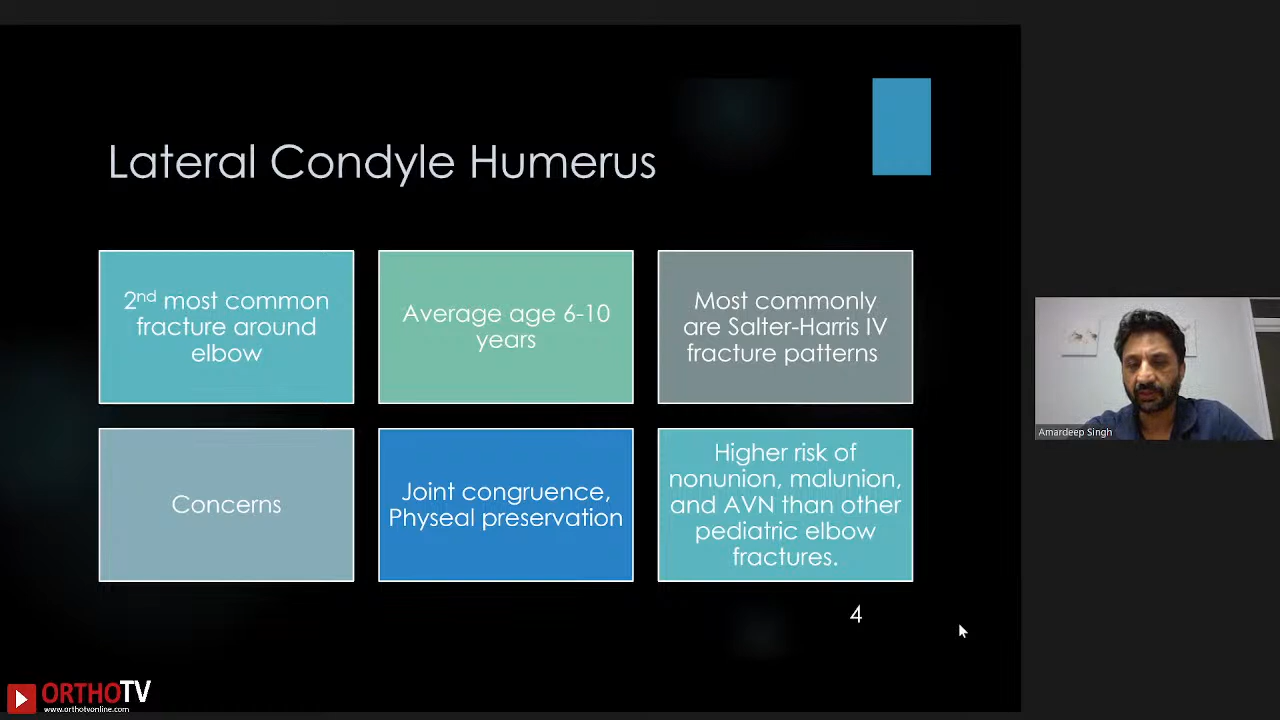 Lateral Condyle Humerus
2nd most common
fracture around
elbow
Average age 6-10
years
Most commonly
are Salter-Harris IV
fracture patterns
Concerns
Joint congruence,
Physeal preservation
Higher risk of
nonunion, malunion,
and AVN than other
pediatric elbow
fractures.
4
Amardeep Singh
ORTHOTV
www.orthotvonline.com